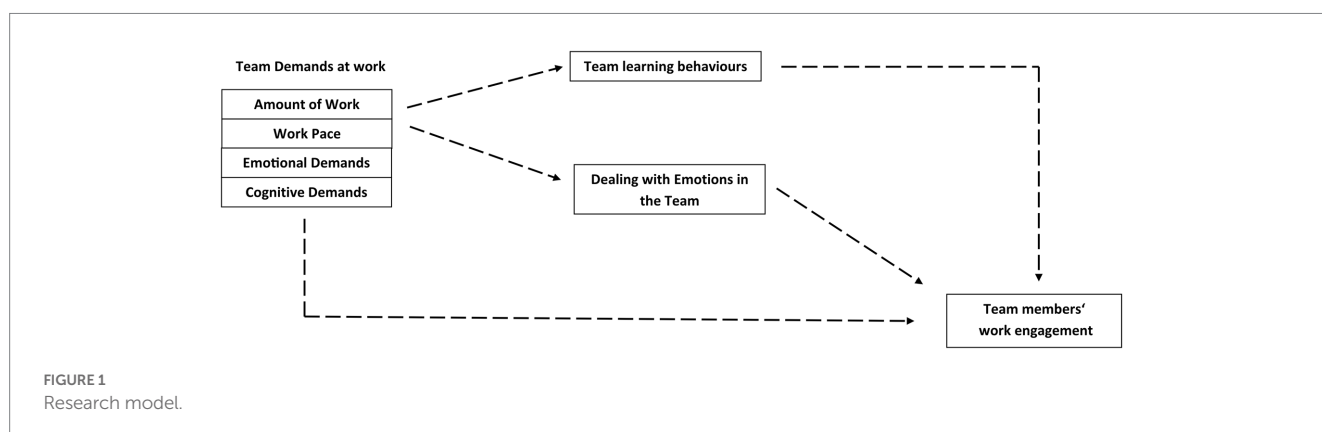 Team Demands at work
Amount of Work
Work Pace
Emotional Demands
Cognitive Demands
Team learning behaviours
Dealing with Emotions in
the Team
Team members‘
work engagement
FIGURE 1
Research model.